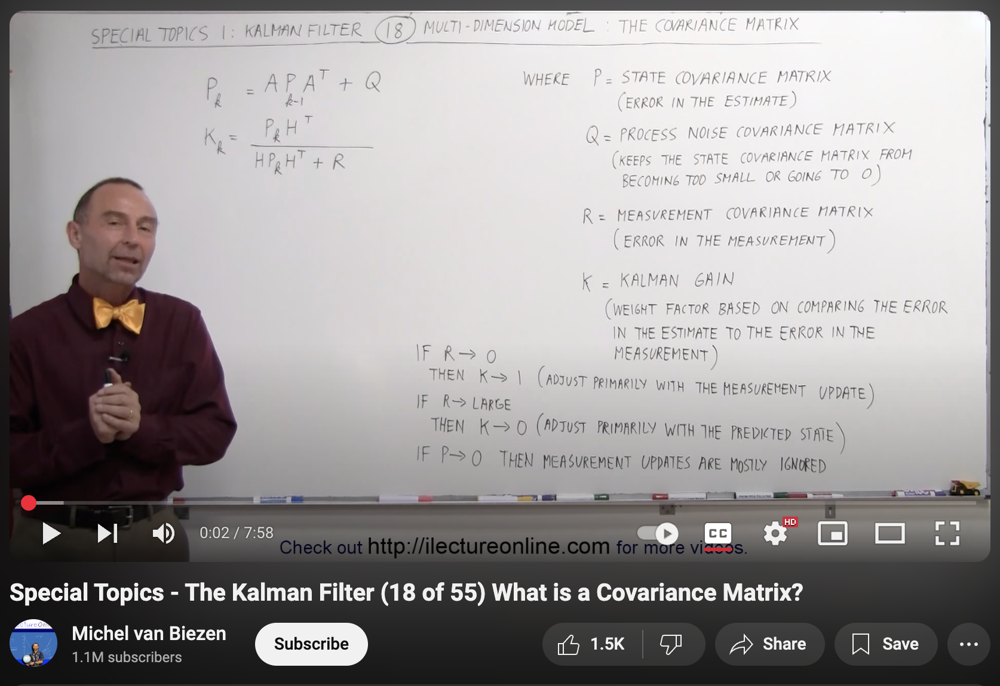 SPECIAL TOPICS 1: KALMAN FILTER (18) MULTI-DIMENSION MODEL : THE COVARIANCE MATRIX
P_k = A P_{k-1} A^T + Q
K_k = P_k H^T / (H P_k H^T + R)
WHERE P = STATE COVARIANCE MATRIX
(ERROR IN THE ESTIMATE)
Q = PROCESS NOISE COVARIANCE MATRIX
(KEEPS THE STATE COVARIANCE MATRIX FROM
BECOMING TOO SMALL OR GOING TO 0)
R = MEASUREMENT COVARIANCE MATRIX
(ERROR IN THE MEASUREMENT)
K = KALMAN GAIN
(WEIGHT FACTOR BASED ON COMPARING THE ERROR
IN THE ESTIMATE TO THE ERROR IN THE
MEASUREMENT)
IF R → 0
THEN K → 1 (ADJUST PRIMARILY WITH THE MEASUREMENT UPDATE)
IF R → LARGE
THEN K → 0 (ADJUST PRIMARILY WITH THE PREDICTED STATE)
IF P → 0 THEN MEASUREMENT UPDATES ARE MOSTLY IGNORED
0:02 / 7:58
CC
HD
Check out http://ilectureonline.com for more videos.
Special Topics - The Kalman Filter (18 of 55) What is a Covariance Matrix?
Michel van Biezen
1.1M subscribers
Subscribe
1.5K
Share
Save